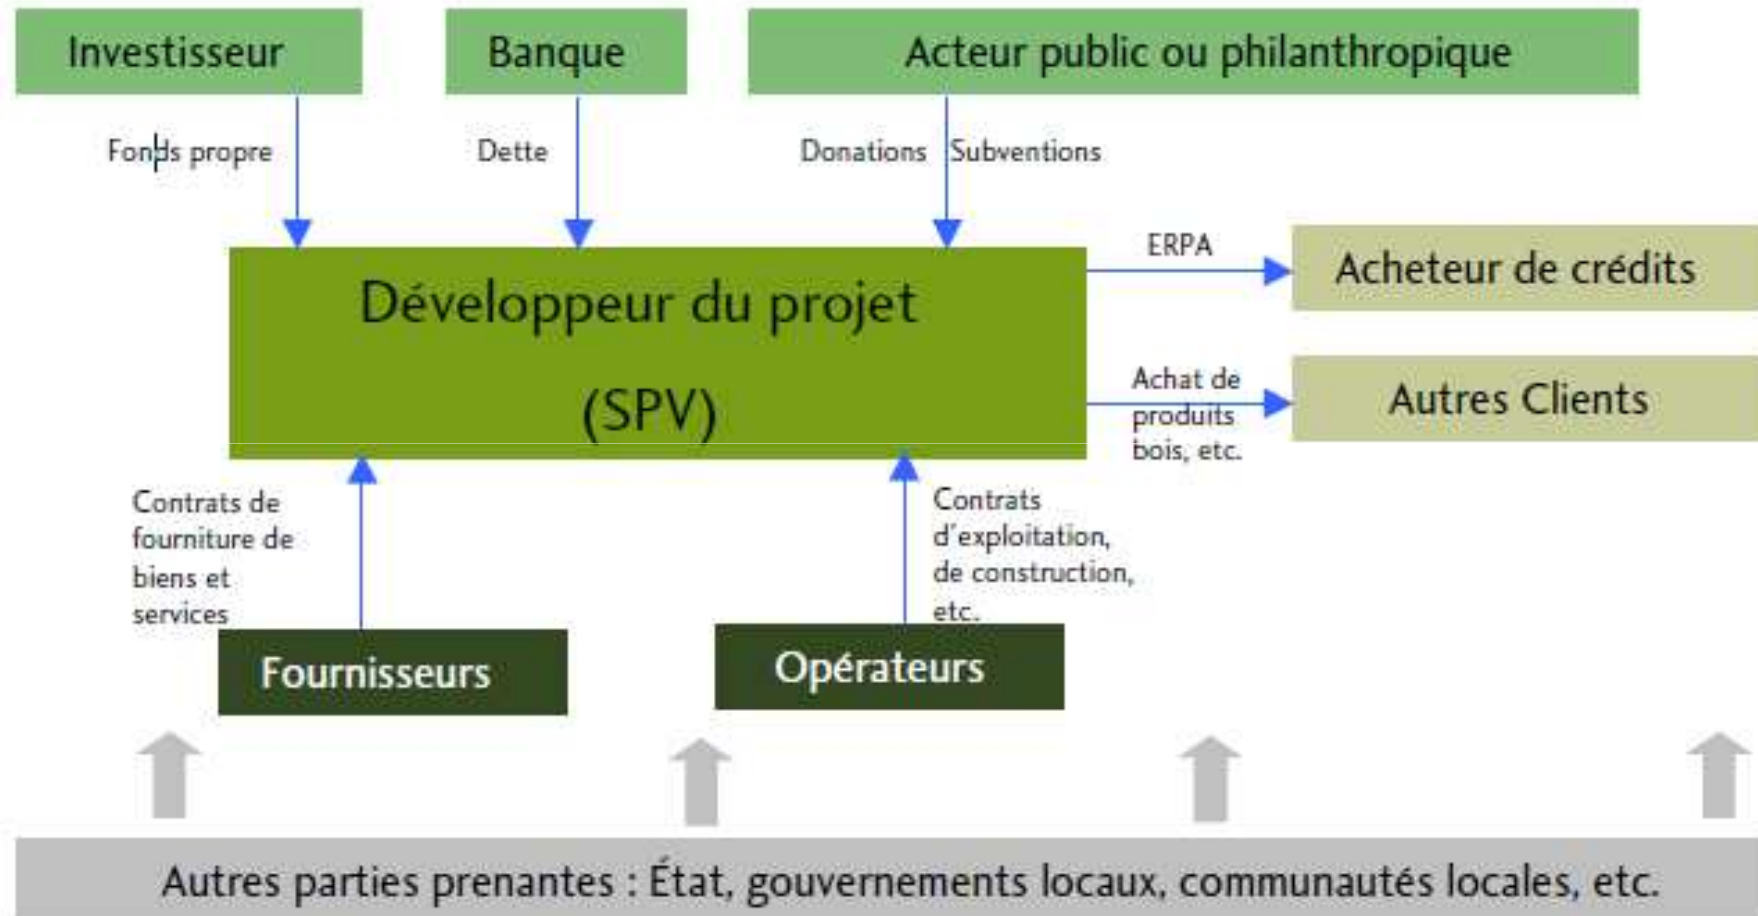 Investisseur
Banque
Acteur public ou philanthropique
Fonds propre
Dette
Donations
Subventions
Développeur du projet
(SPV)
ERPA
Acheteur de crédits
Achat de
produits
bois, etc.
Autres Clients
Contrats de
fourniture de
biens et
services
Contrats
d'exploitation,
de construction,
etc.
Fournisseurs
Opérateurs
Autres parties prenantes : État, gouvernements locaux, communautés locales, etc.